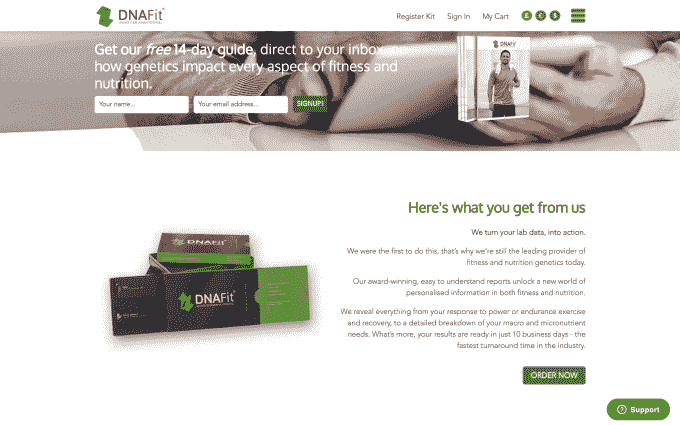 DNAFit
Register Kit
Sign In
My Cart
£ € $
Get our free 14-day guide, direct to your inbox, on
how genetics impact every aspect of fitness and
nutrition.
Your name...
Your email address...
SIGNUP!
DNAFit
Here's what you get from us
We turn your lab data, into action.
We were the first to do this, that's why we're still the leading provider of
fitness and nutrition genetics today.
Our award-winning, easy to understand reports unlock a new world of
personalised information in both fitness and nutrition.
We reveal everything from your response to power or endurance exercise
and recovery, to a detailed breakdown of your macro and micronutrient
needs. What's more, your results are ready in just 10 business days - the
fastest turnaround time in the industry.
DNAFit
DNAFit
ORDER NOW
Support